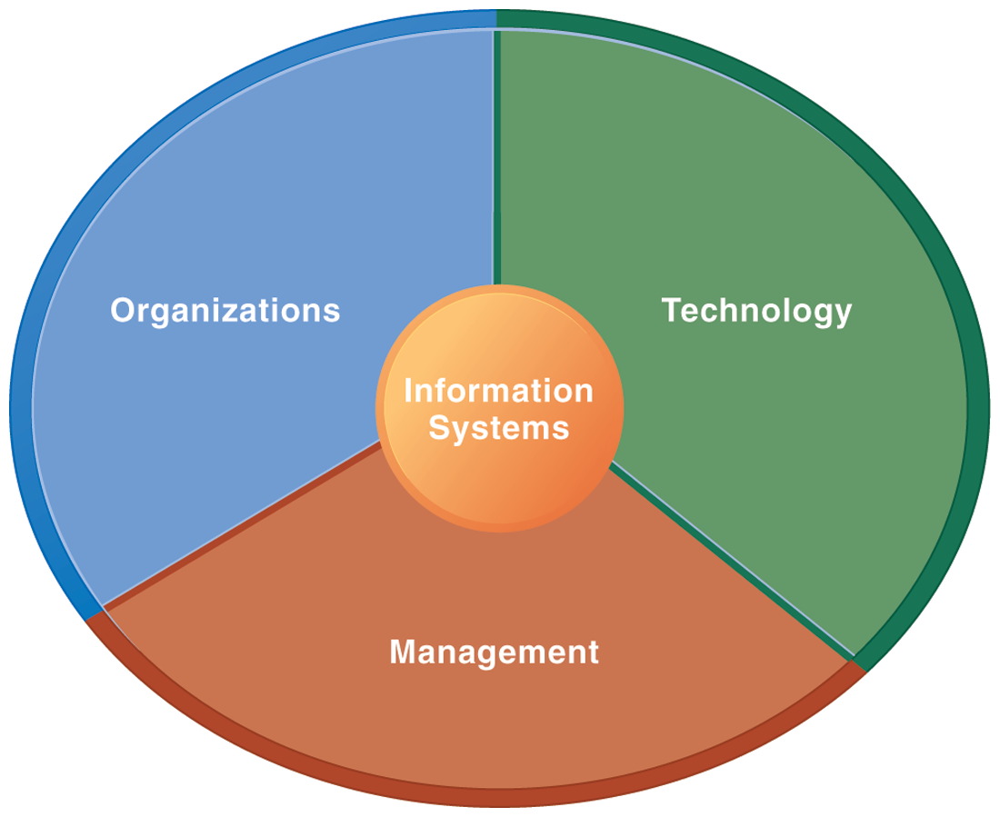 Organizations
Technology
Information
Systems
Management